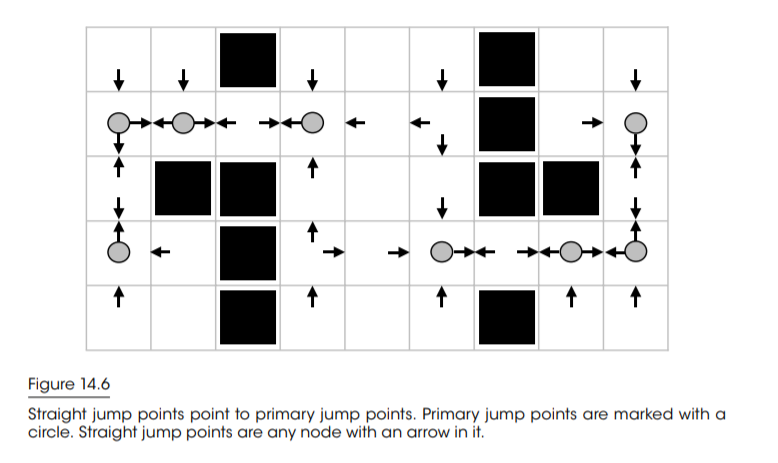 Figure 14.6
Straight jump points point to primary jump points. Primary jump points are marked with a
circle. Straight jump points are any node with an arrow in it.